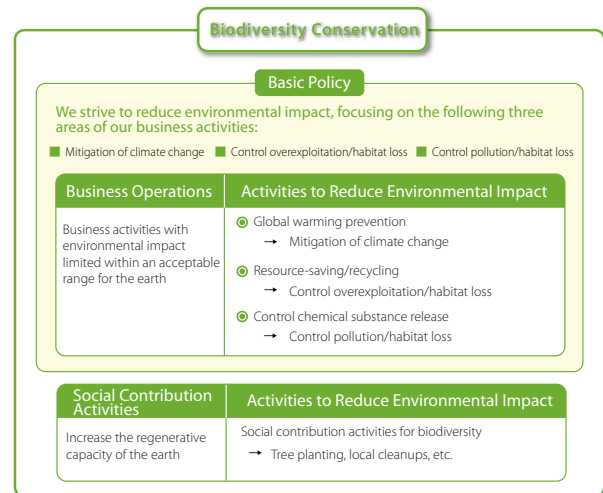 Biodiversity Conservation
Basic Policy
We strive to reduce environmental impact, focusing on the following three
areas of our business activities:
Mitigation of climate change Control overexploitation/habitat loss Control pollution/habitat loss
Business Operations
Business activities with
environmental impact
limited within an acceptable
range for the earth
Activities to Reduce Environmental Impact
Global warming prevention
→ Mitigation of climate change
Resource-saving/recycling
→ Control overexploitation/habitat loss
Control chemical substance release
→ Control pollution/habitat loss
Social Contribution
Activities
Increase the regenerative
capacity of the earth
Activities to Reduce Environmental Impact
Social contribution activities for biodiversity
→ Tree planting, local cleanups, etc.